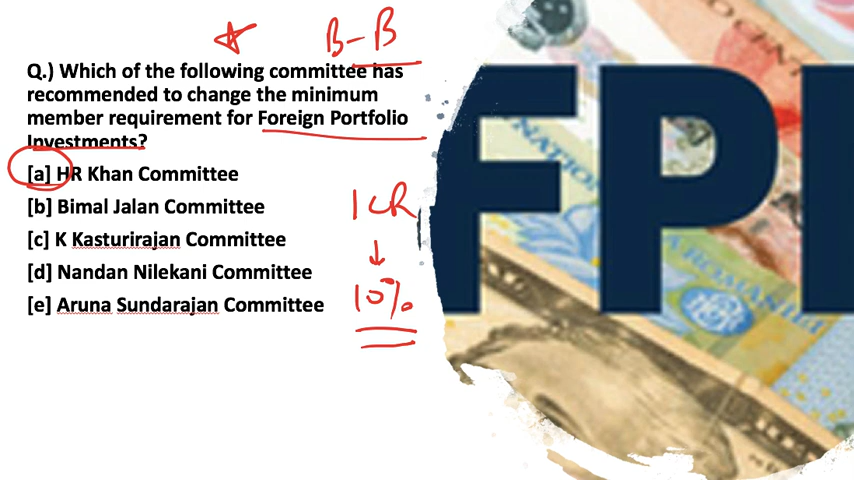 B-B
Q.) Which of the following committee has
recommended to change the minimum
member requirement for Foreign Portfolio
Investments?
[a] HR Khan Committee
[b] Bimal Jalan Committee
[c] K Kasturirajan Committee
[d] Nandan Nilekani Committee
[e] Aruna Sundarajan Committee
1 CR
10%
FPI